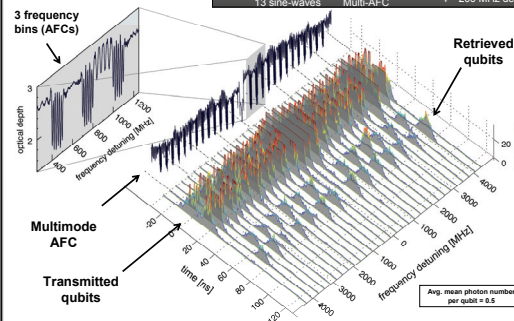 13 sine-waves Multi-AFC
3 frequency
bins (AFCs)
3
2
optical depth
400
600
800
1000
1200
frequency detuning [MHz]
Retrieved
qubits
20
0
Multimode
AFC
Transmitted
qubits
-20
0
20
40
60
80
100
120
time [ns]
4000
3000
2000
1000
0
1000
2000
3000
4000
frequency detuning [MHz]
Avg. mean photon number
per qubit = 0.5